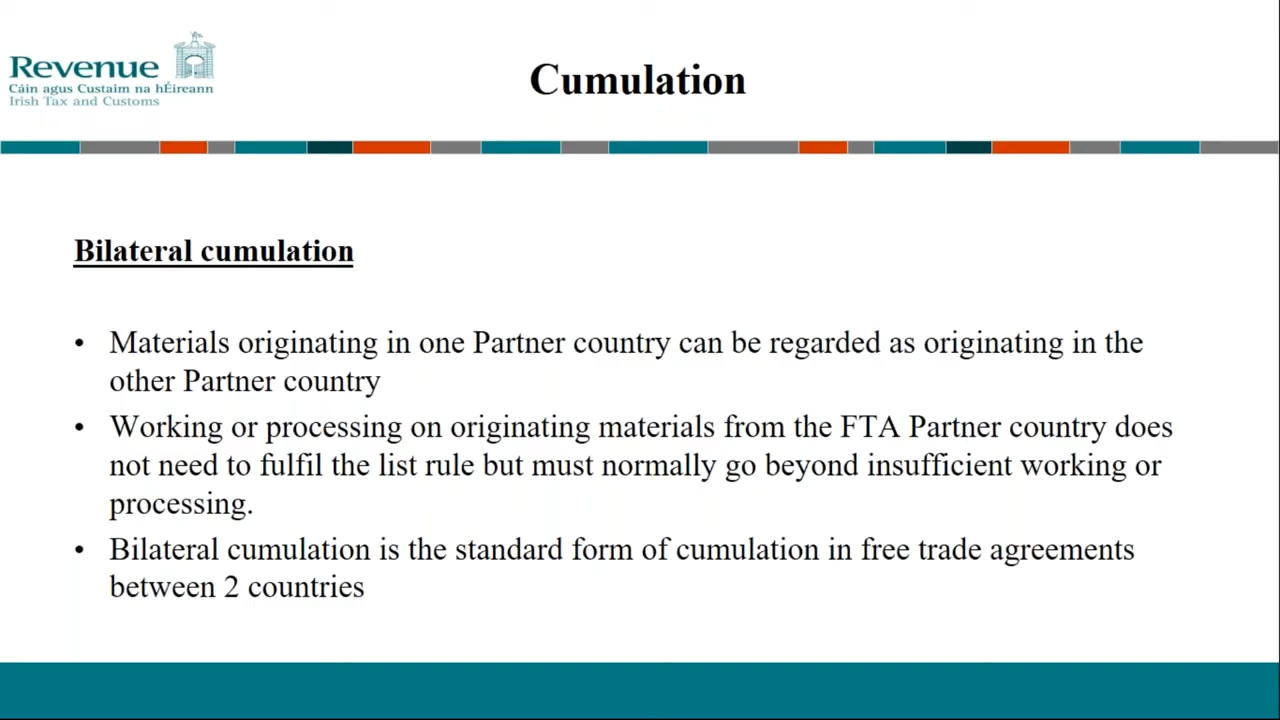 Revenue
Cáin agus Custaim na hÉireann
Irish Tax and Customs
Cumulation
Bilateral cumulation
• Materials originating in one Partner country can be regarded as originating in the
other Partner country
• Working or processing on originating materials from the FTA Partner country does
not need to fulfil the list rule but must normally go beyond insufficient working or
processing.
• Bilateral cumulation is the standard form of cumulation in free trade agreements
between 2 countries